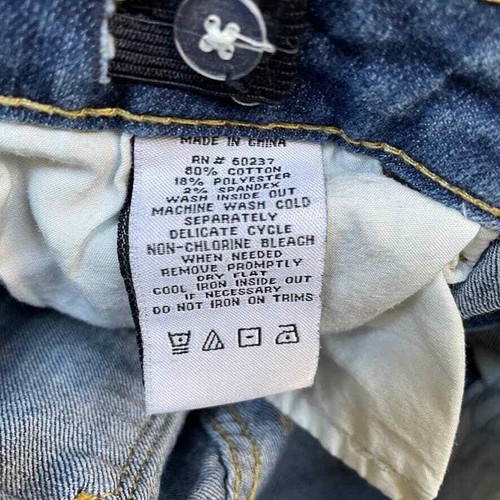 MADE IN CHINA
RN # 60237
80% COTTON
18% POLYESTER
2% SPANDEX
WASH INSIDE OUT
MACHINE WASH COLD
SEPARATELY
DELICATE CYCLE
NON-CHLORINE BLEACH
WHEN NEEDED
REMOVE PROMPTLY
DRY FLAT
COOL IRON INSIDE OUT
IF NECESSARY
DO NOT IRON ON TRIMS